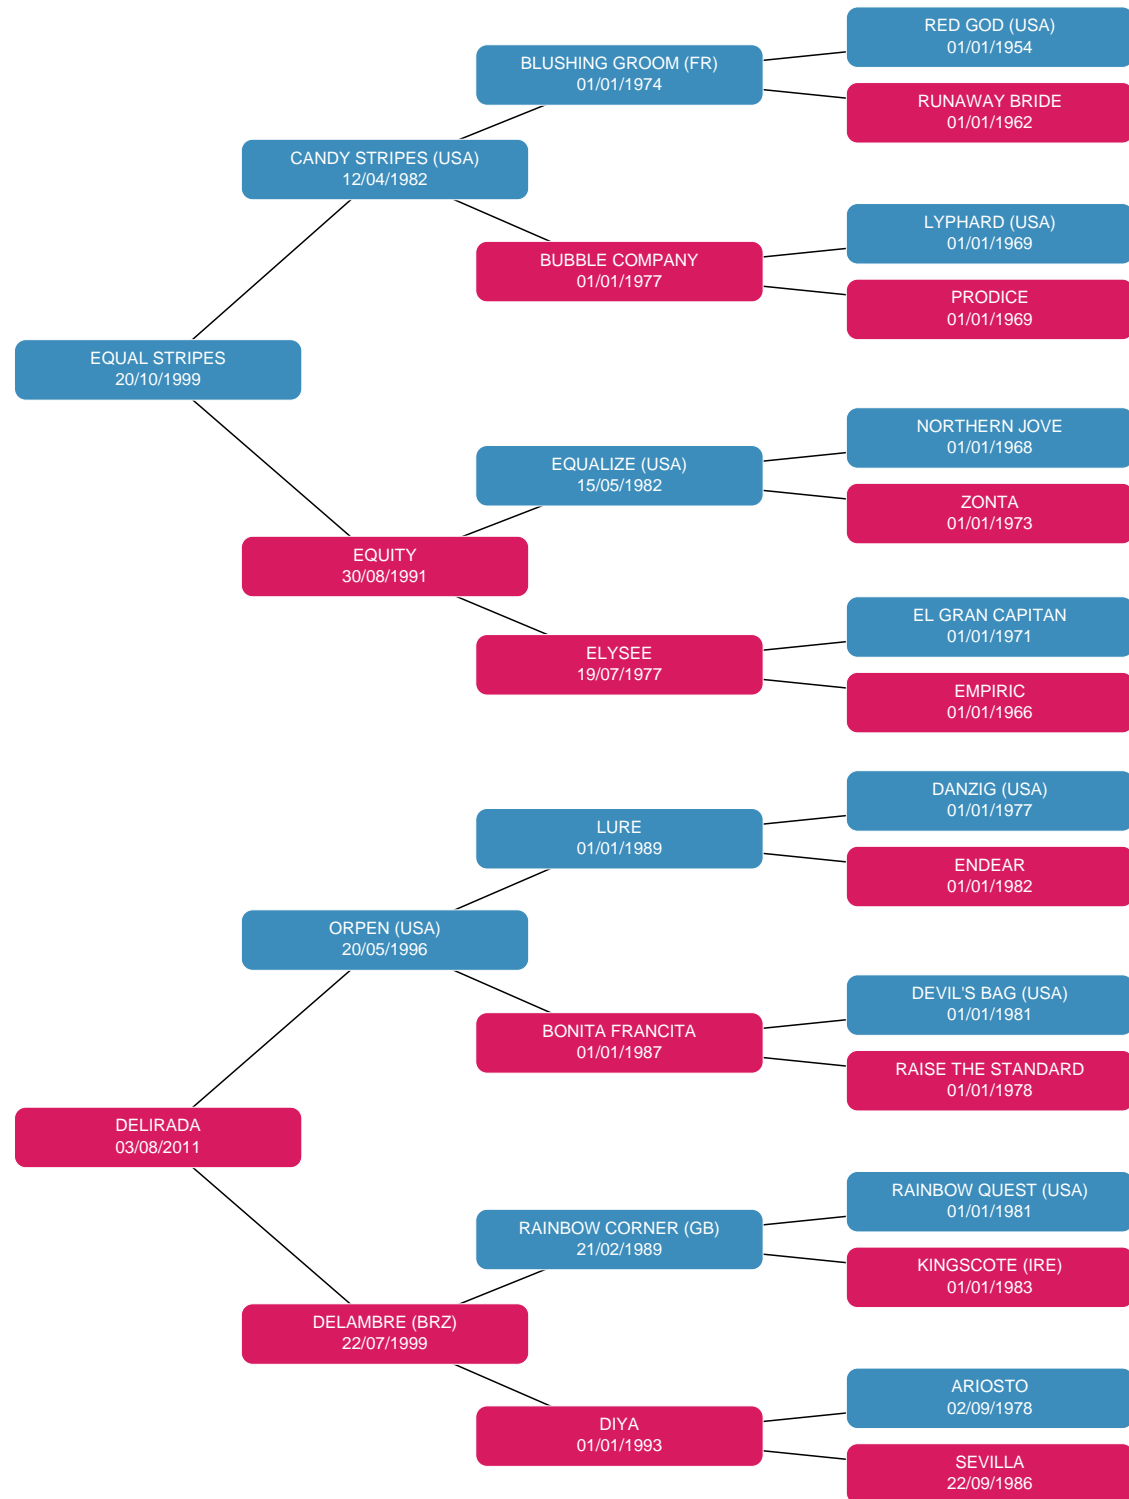 RED GOD (USA)
01/01/1954
BLUSHING GROOM (FR)
01/01/1974
RUNAWAY BRIDE
01/01/1962
CANDY STRIPES (USA)
12/04/1982
LYPHARD (USA)
01/01/1969
BUBBLE COMPANY
01/01/1977
PRODICE
01/01/1969
EQUAL STRIPES
20/10/1999
NORTHERN JOVE
01/01/1968
EQUALIZE (USA)
15/05/1982
ZONTA
01/01/1973
EQUITY
30/08/1991
EL GRAN CAPITAN
01/01/1971
ELYSEE
19/07/1977
EMPIRIC
01/01/1966
DANZIG (USA)
01/01/1977
LURE
01/01/1989
ENDEAR
01/01/1982
ORPEN (USA)
20/05/1996
DEVIL'S BAG (USA)
01/01/1981
BONITA FRANCITA
01/01/1987
RAISE THE STANDARD
01/01/1978
DELIRADA
03/08/2011
RAINBOW QUEST (USA)
01/01/1981
RAINBOW CORNER (GB)
21/02/1989
KINGSCOTE (IRE)
01/01/1983
DELAMBRE (BRZ)
22/07/1999
ARIOSTO
02/09/1978
DIYA
01/01/1993
SEVILLA
22/09/1986